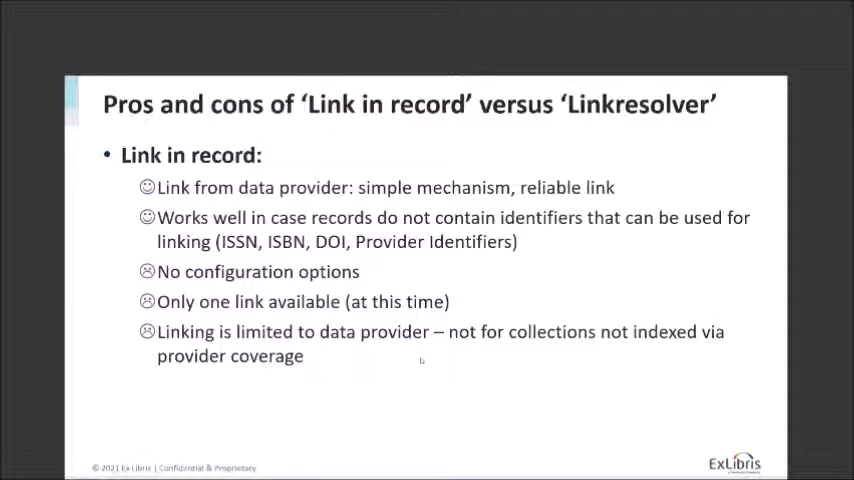 Pros and cons of ‘Link in record’ versus ‘Linkresolver’
• Link in record:
☺Link from data provider: simple mechanism, reliable link
☺Works well in case records do not contain identifiers that can be used for
linking (ISSN, ISBN, DOI, Provider Identifiers)
☹No configuration options
☹Only one link available (at this time)
☹Linking is limited to data provider – not for collections not indexed via
provider coverage
© 2021 Ex Libris | Confidential & Proprietary
ExLibris